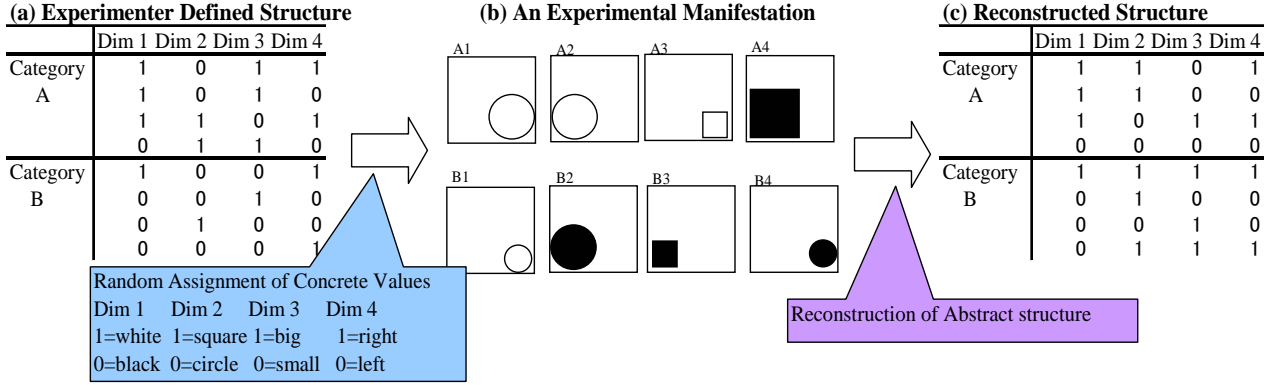 (a) Experimenter Defined Structure
Dim 1 Dim 2 Dim 3 Dim 4
Category 1 0 1 1
A 1 0 1 0
1 1 0 1
0 1 1 0
Category 1 0 0 1
B 0 0 1 0
0 1 0 0
0 0 0 1
Random Assignment of Concrete Values
Dim 1 Dim 2 Dim 3 Dim 4
1=white 1=square 1=big 1=right
0=black 0=circle 0=small 0=left
(b) An Experimental Manifestation
A1 A2 A3 A4
B1 B2 B3 B4
(c) Reconstructed Structure
Dim 1 Dim 2 Dim 3 Dim 4
Category 1 1 0 1
A 1 1 0 0
1 0 1 1
0 0 0 0
Category 1 1 1 1
B 0 1 0 0
0 0 1 0
0 1 1 1
Reconstruction of Abstract structure